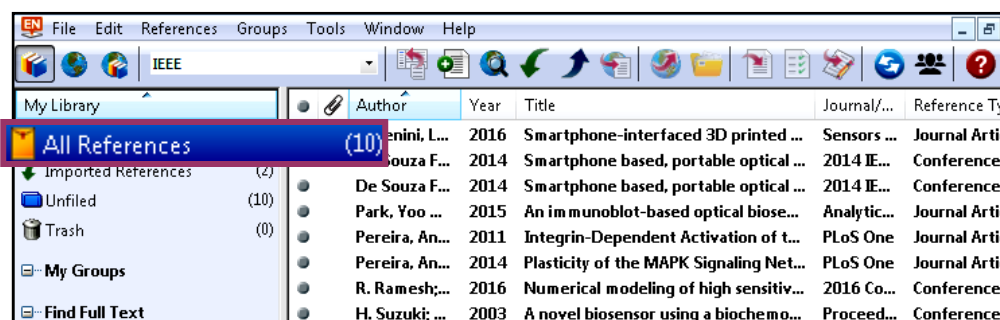 EN File Edit References Groups Tools Window Help
IEEE
My Library Author Year Title Journal/... Reference Ty
All References (10) enini, L... 2016 Smartphone-interfaced 3D printed ... Sensors ... Journal Arti
Souza F... 2014 Smartphone based, portable optical ... 2014 IE... Conference
Imported References (2) De Souza F... 2014 Smartphone based, portable optical ... 2014 IE... Conference
Unfiled (10) Park, Yoo ... 2015 An immunoblot-based optical biose... Analytic... Journal Arti
Trash (0) Pereira, An... 2011 Integrin-Dependent Activation of t... PLoS One Journal Arti
Pereira, An... 2014 Plasticity of the MAPK Signaling Net... PLoS One Journal Arti
My Groups R. Ramesh;... 2016 Numerical modeling of high sensitiv... 2016 Co... Conference
Find Full Text H. Suzuki; ... 2003 A novel biosensor using a biochemo... Proceed... Conference